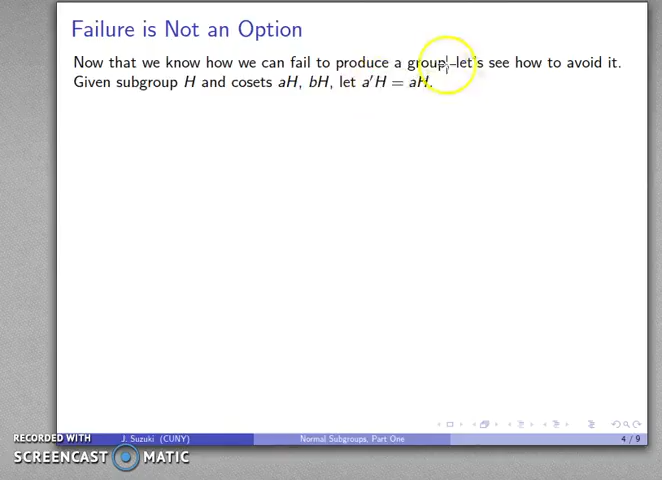 Failure is Not an Option
Now that we know how we can fail to produce a group–let's see how to avoid it.
Given subgroup H and cosets aH, bH, let a′H = aH.
RECORDED WITH
J. Suzuki (CUNY)
Normal Subgroups, Part One
4 / 9
SCREENCAST MATIC